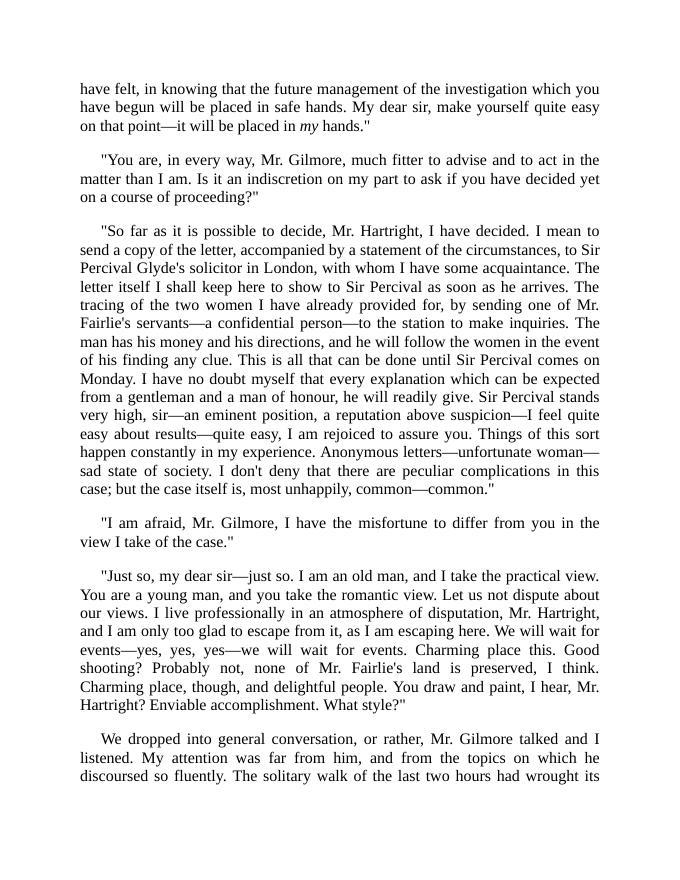 have felt, in knowing that the future management of the investigation which you
have begun will be placed in safe hands. My dear sir, make yourself quite easy
on that point—it will be placed in my hands."
"You are, in every way, Mr. Gilmore, much fitter to advise and to act in the
matter than I am. Is it an indiscretion on my part to ask if you have decided yet
on a course of proceeding?"
"So far as it is possible to decide, Mr. Hartright, I have decided. I mean to
send a copy of the letter, accompanied by a statement of the circumstances, to Sir
Percival Glyde's solicitor in London, with whom I have some acquaintance. The
letter itself I shall keep here to show to Sir Percival as soon as he arrives. The
tracing of the two women I have already provided for, by sending one of Mr.
Fairlie's servants—a confidential person—to the station to make inquiries. The
man has his money and his directions, and he will follow the women in the event
of his finding any clue. This is all that can be done until Sir Percival comes on
Monday. I have no doubt myself that every explanation which can be expected
from a gentleman and a man of honour, he will readily give. Sir Percival stands
very high, sir—an eminent position, a reputation above suspicion—I feel quite
easy about results—quite easy, I am rejoiced to assure you. Things of this sort
happen constantly in my experience. Anonymous letters—unfortunate woman—
sad state of society. I don't deny that there are peculiar complications in this
case; but the case itself is, most unhappily, common—common."
"I am afraid, Mr. Gilmore, I have the misfortune to differ from you in the
view I take of the case."
"Just so, my dear sir—just so. I am an old man, and I take the practical view.
You are a young man, and you take the romantic view. Let us not dispute about
our views. I live professionally in an atmosphere of disputation, Mr. Hartright,
and I am only too glad to escape from it, as I am escaping here. We will wait for
events—yes, yes, yes—we will wait for events. Charming place this. Good
shooting? Probably not, none of Mr. Fairlie's land is preserved, I think.
Charming place, though, and delightful people. You draw and paint, I hear, Mr.
Hartright? Enviable accomplishment. What style?"
We dropped into general conversation, or rather, Mr. Gilmore talked and I
listened. My attention was far from him, and from the topics on which he
discoursed so fluently. The solitary walk of the last two hours had wrought its